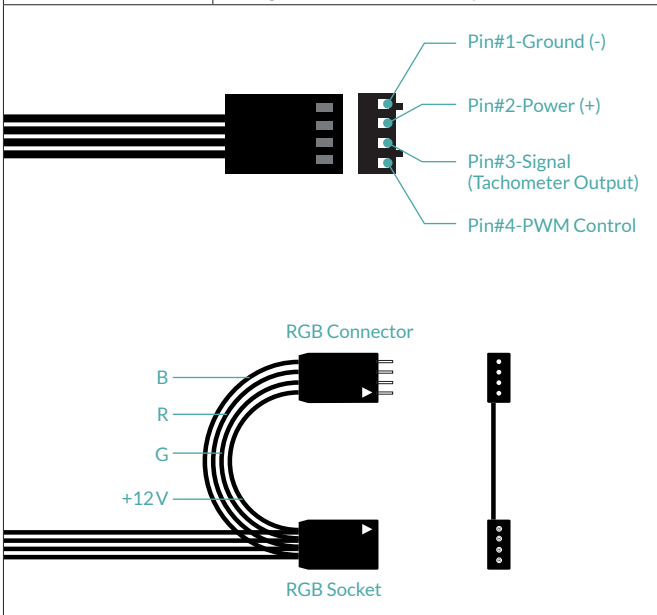 Pin#1-Ground (-)
Pin#2-Power (+)
Pin#3-Signal
(Tachometer Output)
Pin#4-PWM Control
RGB Connector
B
R
G
+12V
RGB Socket